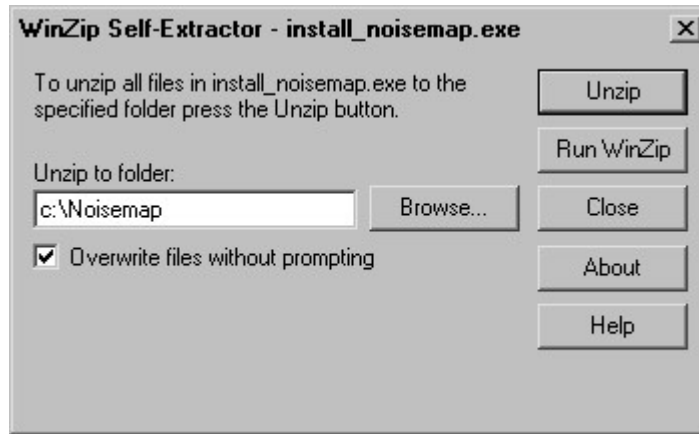 WinZip Self-Extractor - install_noisemap.exe
To unzip all files in install_noisemap.exe to the
specified folder press the Unzip button.
Unzip to folder:
c:\Noisemap
Browse...
Overwrite files without prompting
Unzip
Run WinZip
Close
About
Help